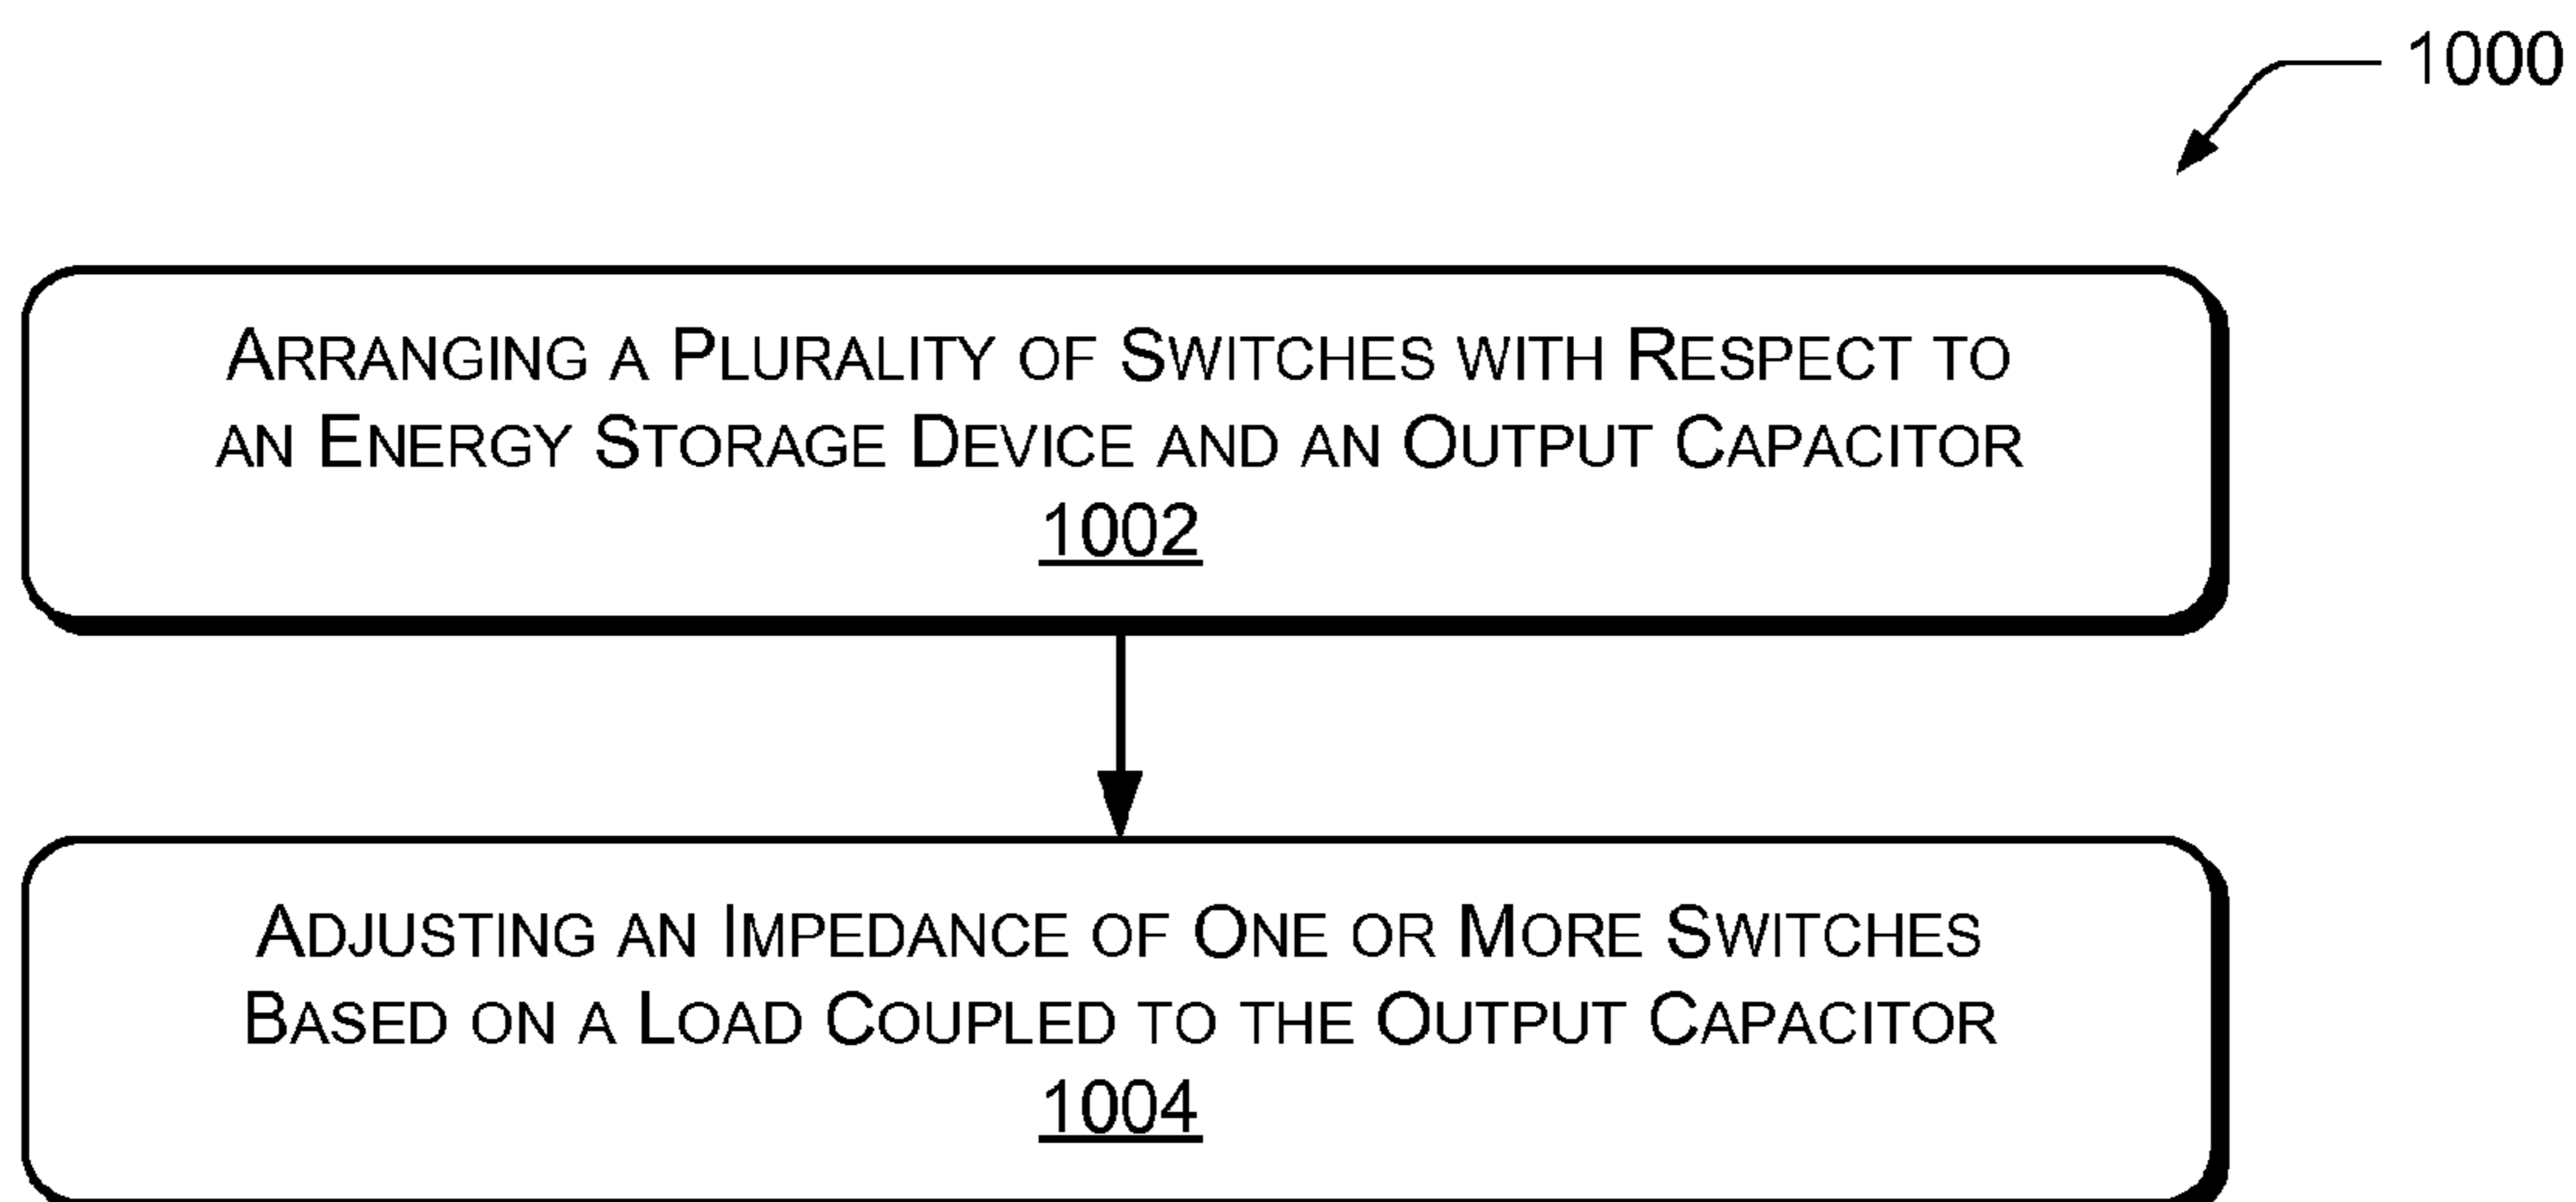 1000
ARRANGING A PLURALITY OF SWITCHES WITH RESPECT TO
AN ENERGY STORAGE DEVICE AND AN OUTPUT CAPACITOR
1002
ADJUSTING AN IMPEDANCE OF ONE OR MORE SWITCHES
BASED ON A LOAD COUPLED TO THE OUTPUT CAPACITOR
1004